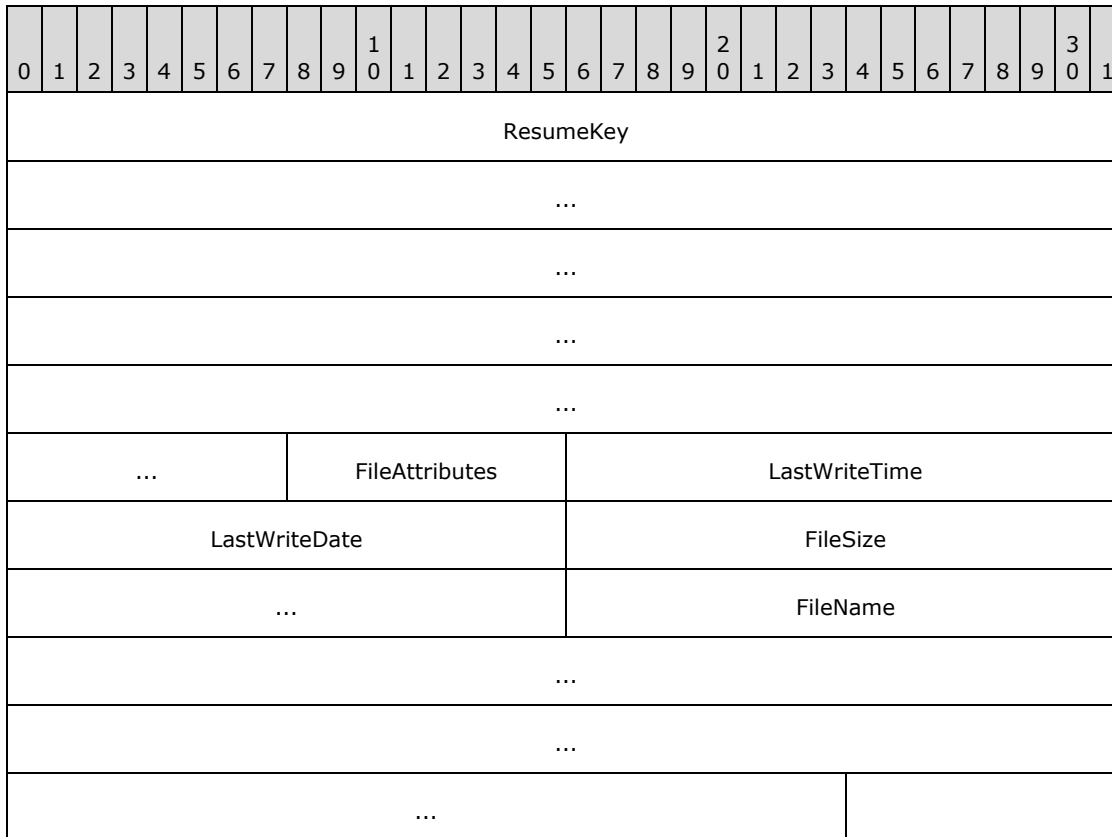 1 2 3
0 1 2 3 4 5 6 7 8 9 0 1 2 3 4 5 6 7 8 9 0 1 2 3 4 5 6 7 8 9 0 1
ResumeKey
...
...
...
...
... FileAttributes LastWriteTime
LastWriteDate FileSize
... FileName
...
...
...